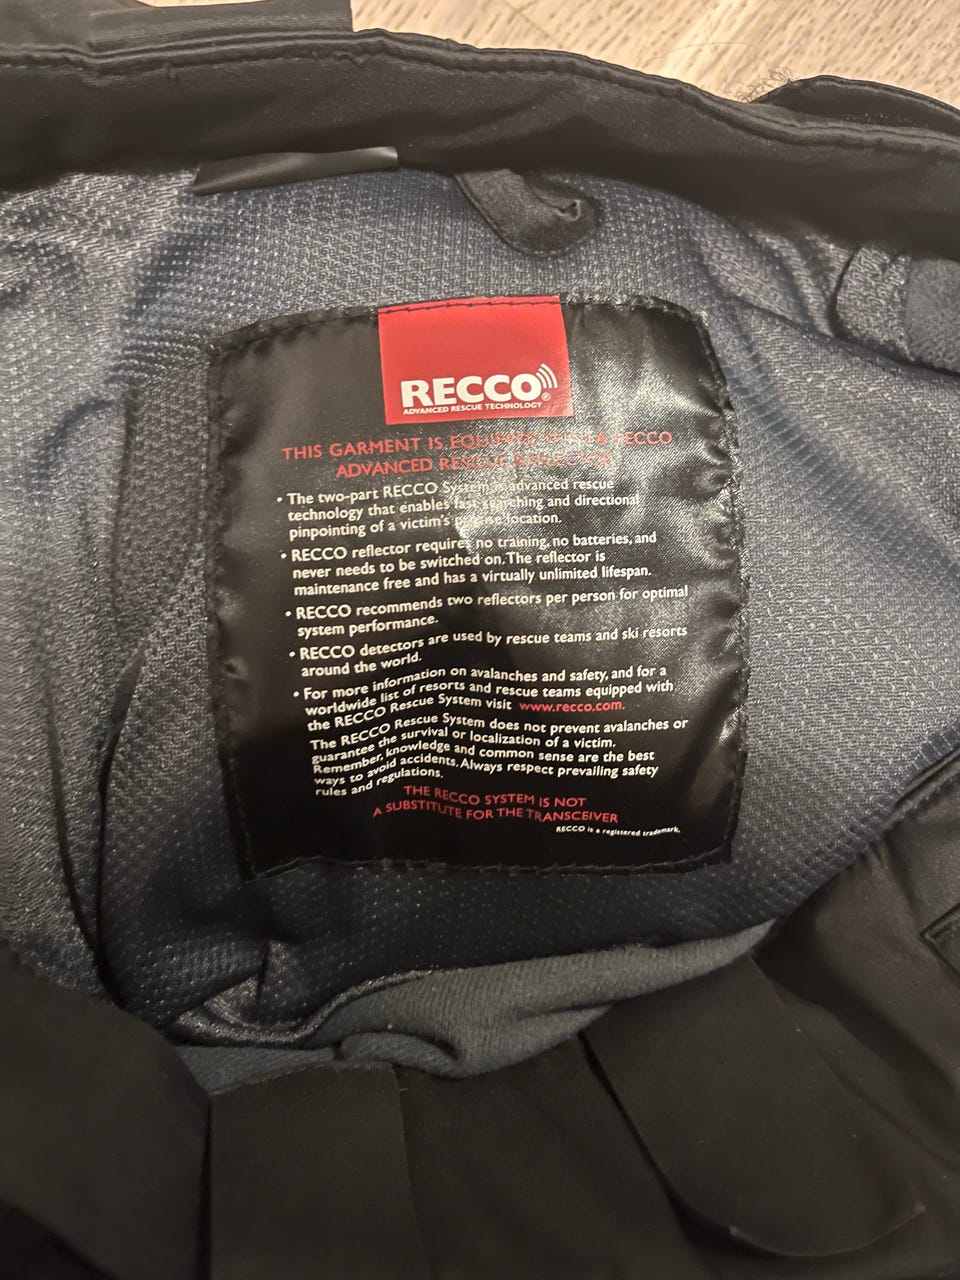 RECCO®
ADVANCED RESCUE TECHNOLOGY
THIS GARMENT IS EQUIPPED WITH A RECCO
ADVANCED RESCUE REFLECTOR
• The two-part RECCO System is advanced rescue
technology that enables fast searching and directional
pinpointing of a victim's precise location.
• RECCO reflector requires no training, no batteries, and
never needs to be switched on. The reflector is
maintenance free and has a virtually unlimited lifespan.
• RECCO recommends two reflectors per person for optimal
system performance.
• RECCO detectors are used by rescue teams and ski resorts
around the world.
• For more information on avalanches and safety, and for a
worldwide list of resorts and rescue teams equipped with
the RECCO Rescue System visit www.recco.com.
The RECCO Rescue System does not prevent avalanches or
guarantee the survival or localization of a victim.
Remember, knowledge and common sense are the best
ways to avoid accidents. Always respect prevailing safety
rules and regulations.
THE RECCO SYSTEM IS NOT
A SUBSTITUTE FOR THE TRANSCEIVER
RECCO is a registered trademark.